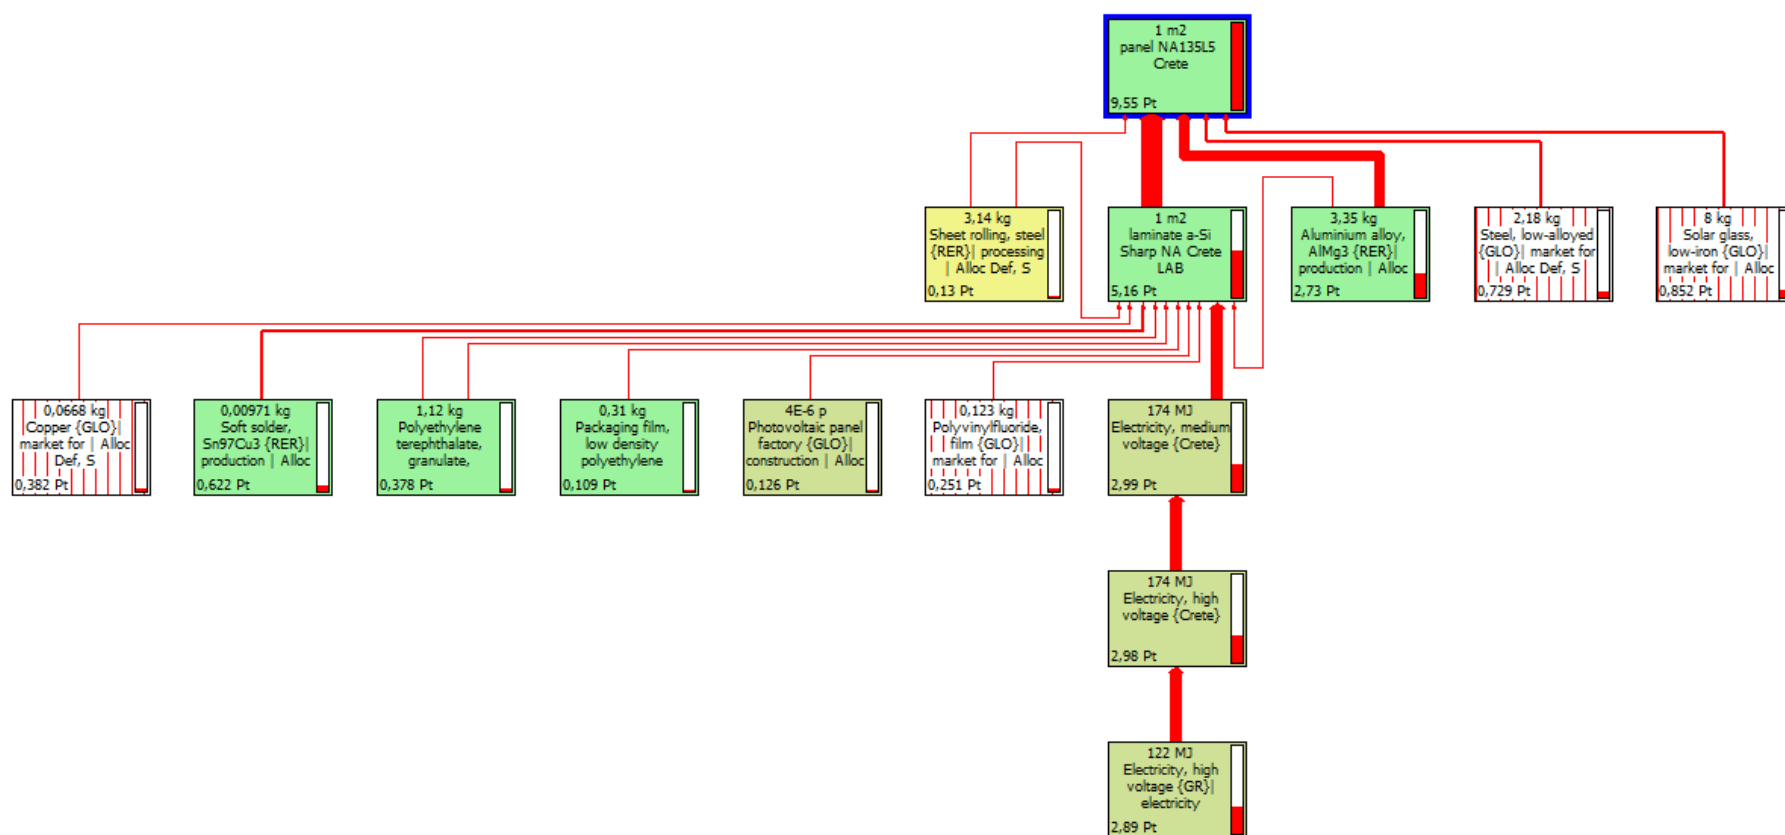 1 m2
panel NA135L5
Crete
9,55 Pt
3,14 kg
Sheet rolling, steel
{RER}| processing
| Alloc Def, S
0,13 Pt
1 m2
laminate a-Si
Sharp NA Crete
LAB
5,16 Pt
3,35 kg
Aluminium alloy,
AlMg3 {RER}|
production | Alloc
2,73 Pt
2,18 kg
Steel, low-alloyed
{GLO}| market for
| Alloc Def, S
0,729 Pt
8 kg
Solar glass,
low-iron {GLO}|
market for | Alloc
0,852 Pt
0,0668 kg
Copper {GLO}|
market for | Alloc
Def, S
0,382 Pt
0,00971 kg
Soft solder,
Sn97Cu3 {RER}|
production | Alloc
0,622 Pt
1,12 kg
Polyethylene
terephthalate,
granulate,
0,378 Pt
0,31 kg
Packaging film,
low density
polyethylene
0,109 Pt
4E-6 p
Photovoltaic panel
factory {GLO}|
construction | Alloc
0,126 Pt
0,123 kg
Polyvinylfluoride,
film {GLO}|
market for | Alloc
0,251 Pt
174 MJ
Electricity, medium
voltage {Crete}
2,99 Pt
174 MJ
Electricity, high
voltage {Crete}
2,98 Pt
122 MJ
Electricity, high
voltage {GR}|
electricity
2,89 Pt